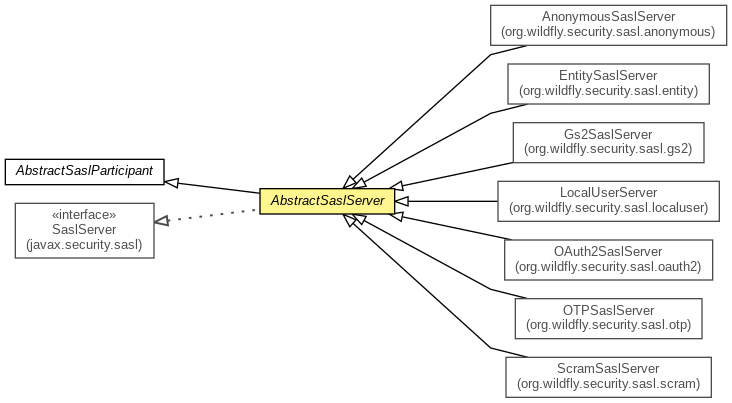 AnonymousSaslServer
(org.wildfly.security.sasl.anonymous)
EntitySaslServer
(org.wildfly.security.sasl.entity)
Gs2SaslServer
(org.wildfly.security.sasl.gs2)
AbstractSaslParticipant
AbstractSaslServer
LocalUserServer
(org.wildfly.security.sasl.localuser)
«interface»
SaslServer
(javax.security.sasl)
OAuth2SaslServer
(org.wildfly.security.sasl.oauth2)
OTPSaslServer
(org.wildfly.security.sasl.otp)
ScramSaslServer
(org.wildfly.security.sasl.scram)